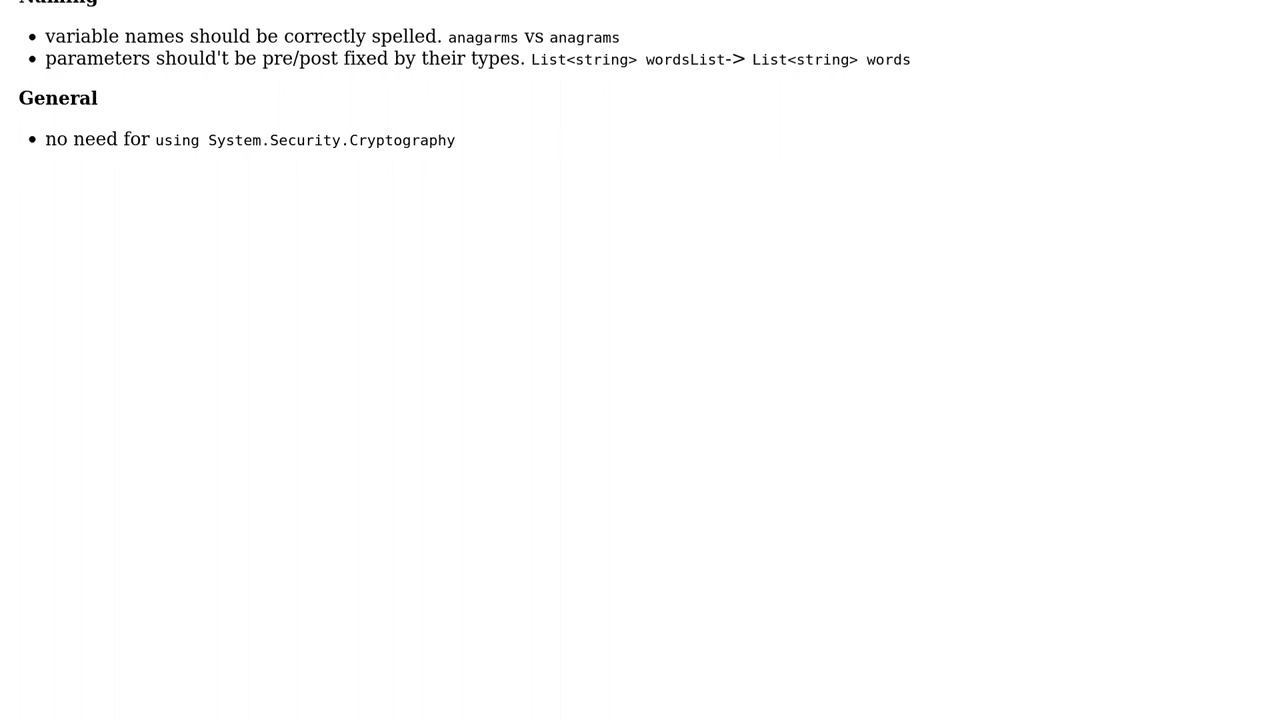 Naming
variable names should be correctly spelled. anagarms vs anagrams
parameters should't be pre/post fixed by their types. List<string> wordsList-> List<string> words
General
no need for using System.Security.Cryptography